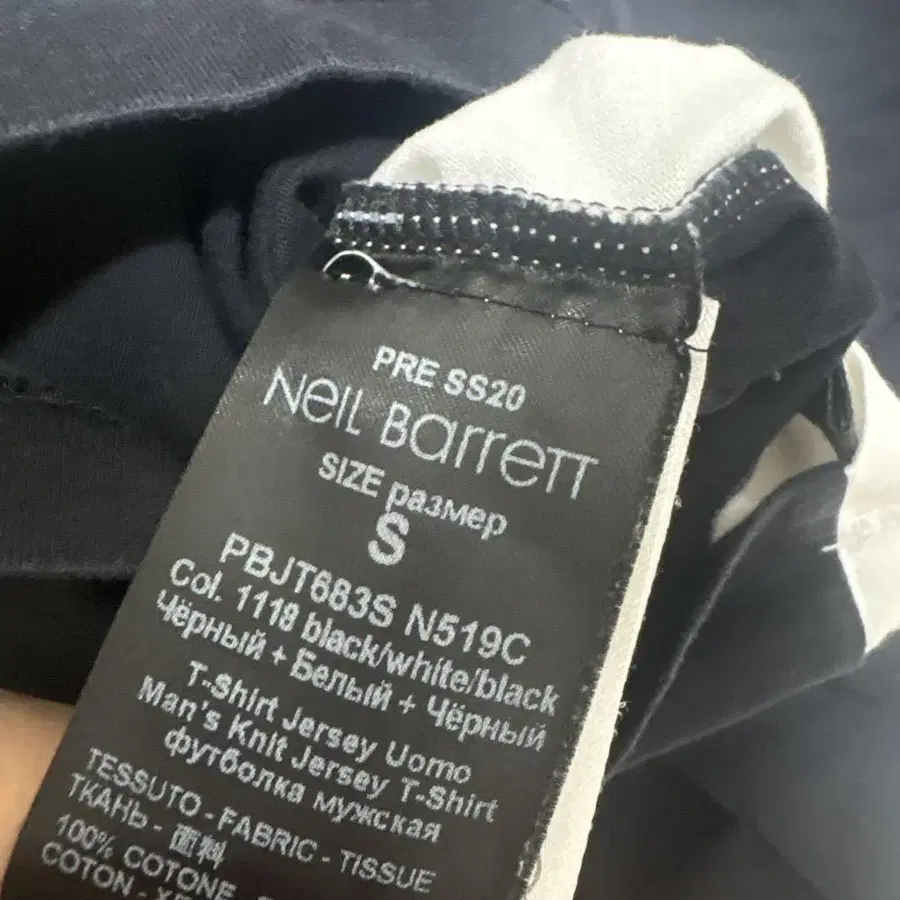 PRE SS20
NEIL BARRETT
SIZE размер
S
PBJT683S N519C
Col. 1118 black/white/black
Чёрный + Белый + Чёрный
T-Shirt Jersey Uomo
Man's Knit Jersey T-Shirt
футболка мужская
TESSUTO - FABRIC - TISSUE
ТКАНЬ - 面料
100% COTONE -
COTON -